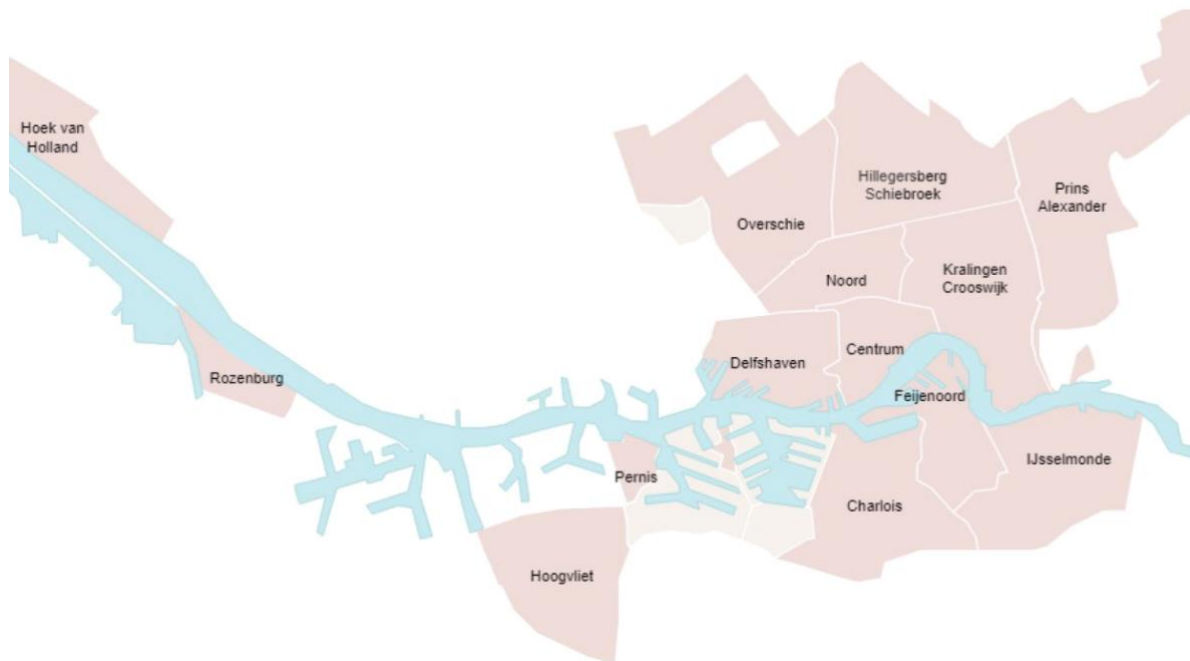 Hoek van
Holland
Hillegersberg
Schiebroek
Prins
Alexander
Overschie
Noord
Kralingen
Crooswijk
Centrum
Delfshaven
Rozenburg
Feijenoord
IJsselmonde
Pernis
Charlois
Hoogvliet